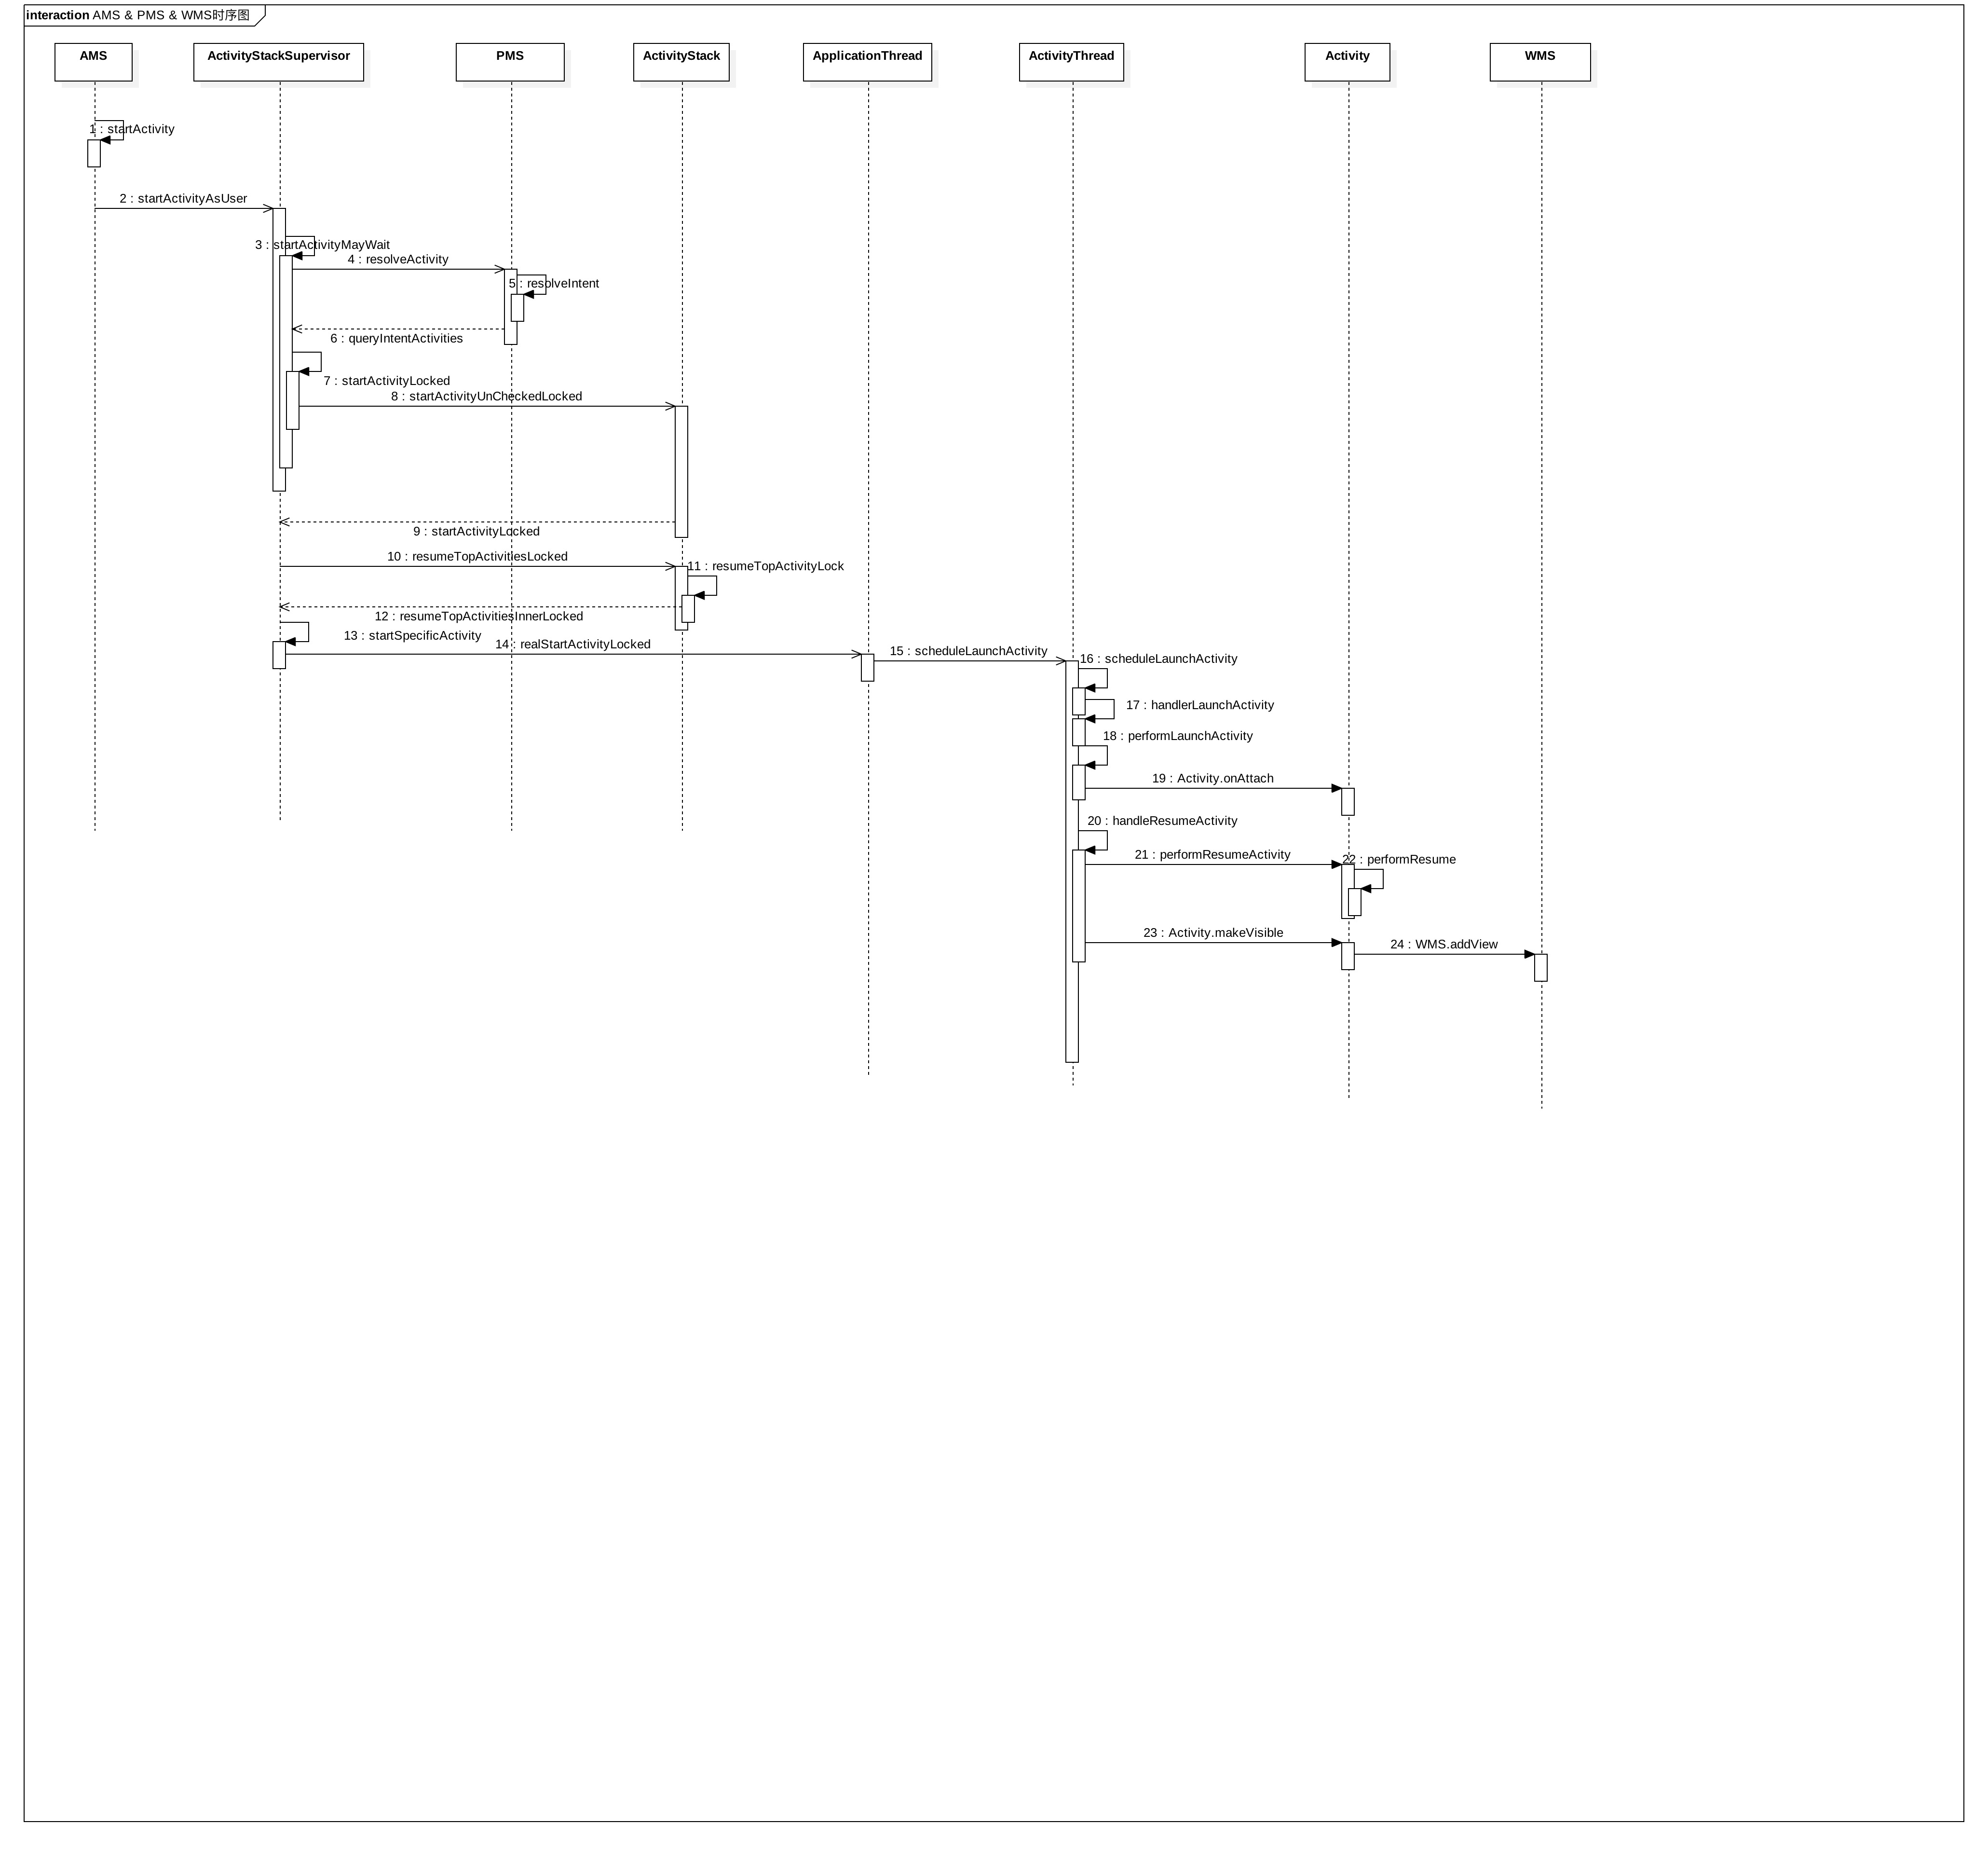 interaction AMS & PMS & WMS时序图
AMS
ActivityStackSupervisor
PMS
ActivityStack
ApplicationThread
ActivityThread
Activity
WMS
1 : startActivity
2 : startActivityAsUser
3 : startActivityMayWait
4 : resolveActivity
5 : resolveIntent
6 : queryIntentActivities
7 : startActivityLocked
8 : startActivityUnCheckedLocked
9 : startActivityLocked
10 : resumeTopActivitiesLocked
11 : resumeTopActivityLock
12 : resumeTopActivitiesInnerLocked
13 : startSpecificActivity
14 : realStartActivityLocked
15 : scheduleLaunchActivity
16 : scheduleLaunchActivity
17 : handlerLaunchActivity
18 : performLaunchActivity
19 : Activity.onAttach
20 : handleResumeActivity
21 : performResumeActivity
22 : performResume
23 : Activity.makeVisible
24 : WMS.addView